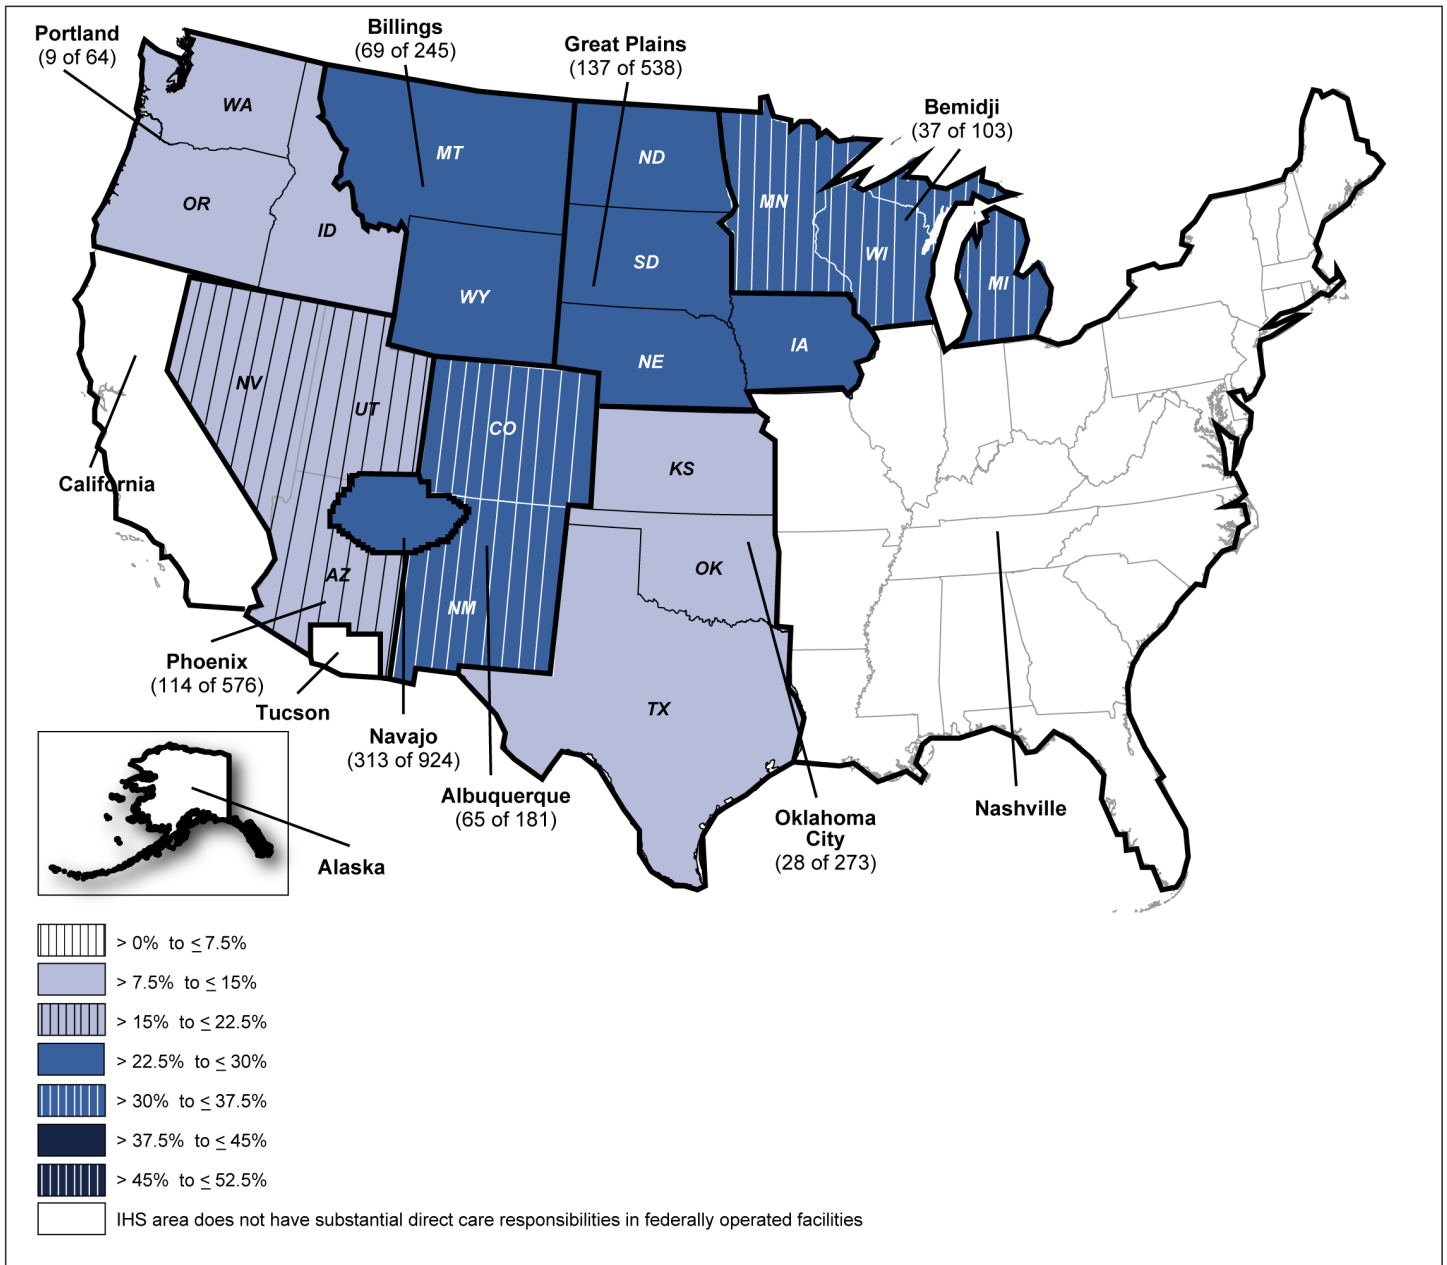 Portland
(9 of 64)
Billings
(69 of 245)
Great Plains
(137 of 538)
Bemidji
(37 of 103)
WA
MT
ND
MN
OR
ID
SD
WI
MI
WY
IA
NE
NV
UT
CO
KS
California
AZ
OK
NM
Phoenix
(114 of 576)
Tucson
TX
Navajo
(313 of 924)
Albuquerque
(65 of 181)
Oklahoma
City
(28 of 273)
Nashville
Alaska
> 0% to ≤ 7.5%
> 7.5% to ≤ 15%
> 15% to ≤ 22.5%
> 22.5% to ≤ 30%
> 30% to ≤ 37.5%
> 37.5% to ≤ 45%
> 45% to ≤ 52.5%
IHS area does not have substantial direct care responsibilities in federally operated facilities